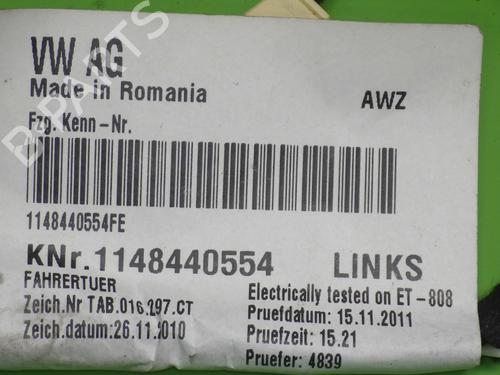 VW AG
Made in Romania
AWZ
Fzg. Kenn-Nr.
1148440554FE
KNr.1148440554 LINKS
FAHRERTUER
Zeich.Nr TAB.016.297.CT
Zeich.datum:26.11.2010
Electrically tested on ET-808
Pruefdatum: 15.11.2011
Pruefzeit: 15.21
Pruefer: 4839
B PARTS